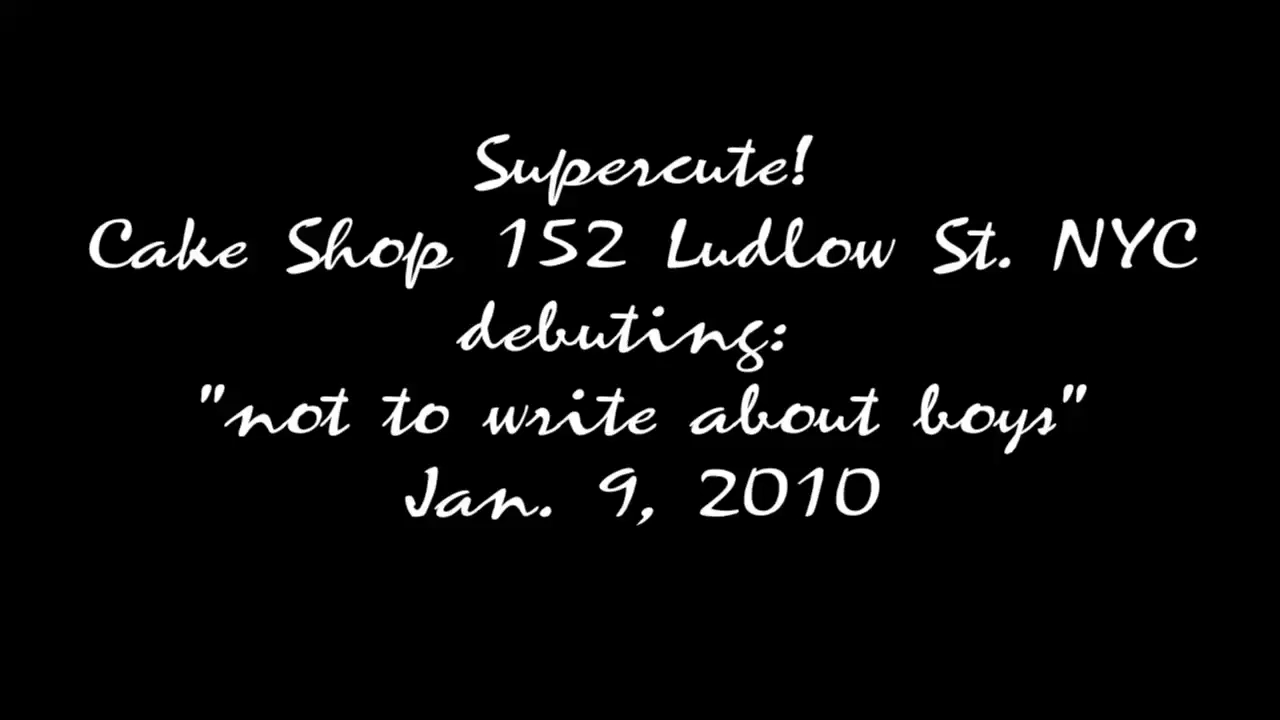 Supercute!
Cake Shop 152 Ludlow St. NYC
debuting:
"not to write about boys"
Jan. 9, 2010